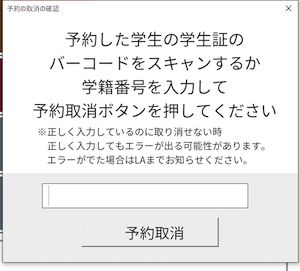 予約の取消の確認
予約した学生の学生証の
バーコードをスキャンするか
学籍番号を入力して
予約取消ボタンを押してください
※正しく入力しているのに取り消せない時
正しく入力してもエラーが出る可能性があります。
エラーがでた場合はLAまでお知らせください。
予約取消